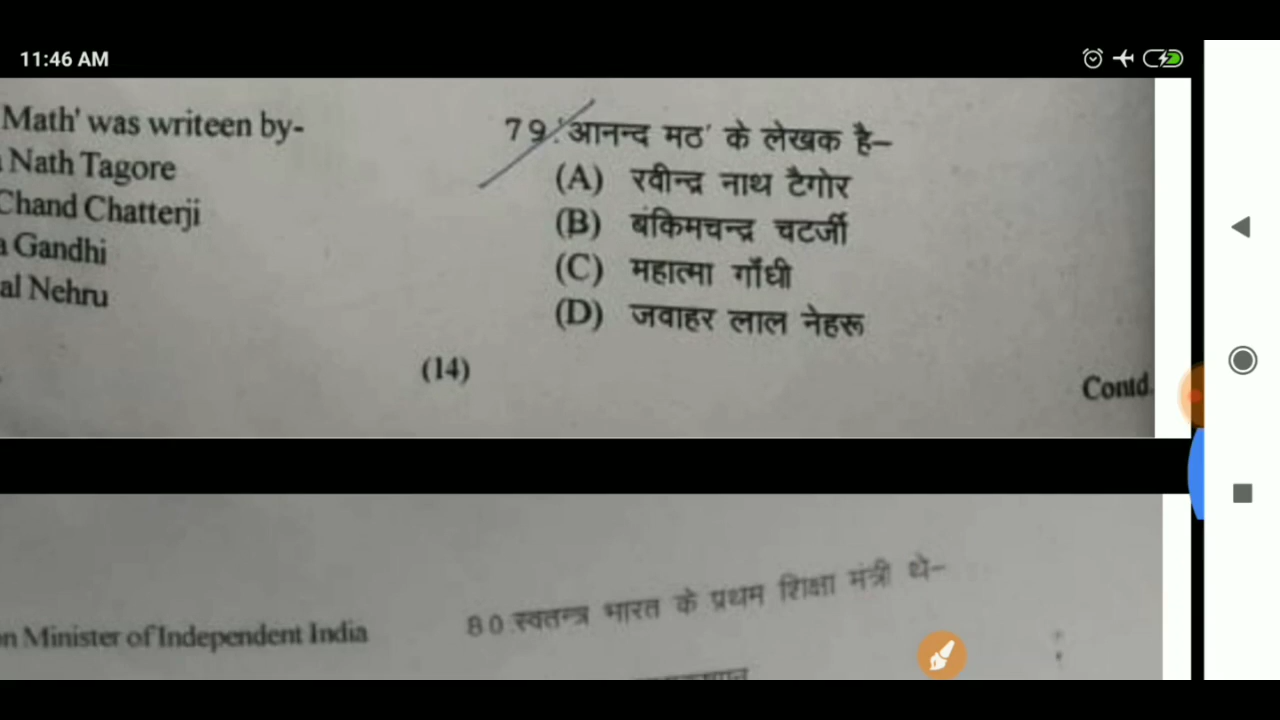 11:46 AM
Math' was writeen by-
Nath Tagore
Chand Chatterji
Gandhi
Nehru
79. 'आनन्द मठ' के लेखक है–
(A) रवीन्द्र नाथ टैगोर
(B) बंकिमचन्द्र चटर्जी
(C) महात्मा गाँधी
(D) जवाहर लाल नेहरू
(14)
Contd.
Minister of Independent India
80. स्वतन्त्र भारत के प्रथम शिक्षा मंत्री थे–